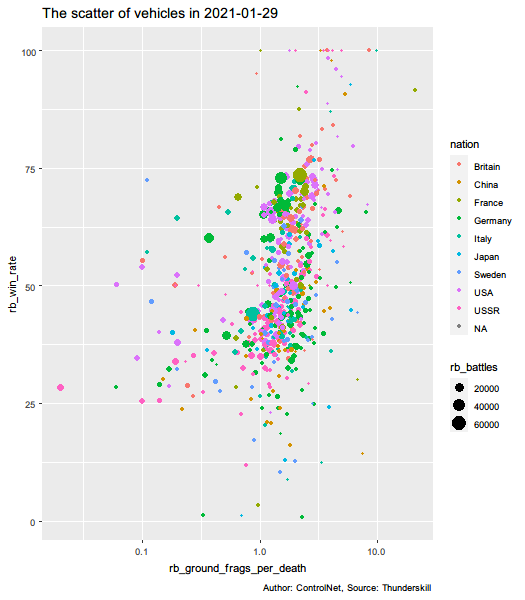 The scatter of vehicles in 2021-01-29
100
75
50
25
0
rb_win_rate
0.1
1.0
10.0
rb_ground_frags_per_death
nation
Britain
China
France
Germany
Italy
Japan
Sweden
USA
USSR
NA
rb_battles
20000
40000
60000
Author: ControlNet, Source: Thunderskill